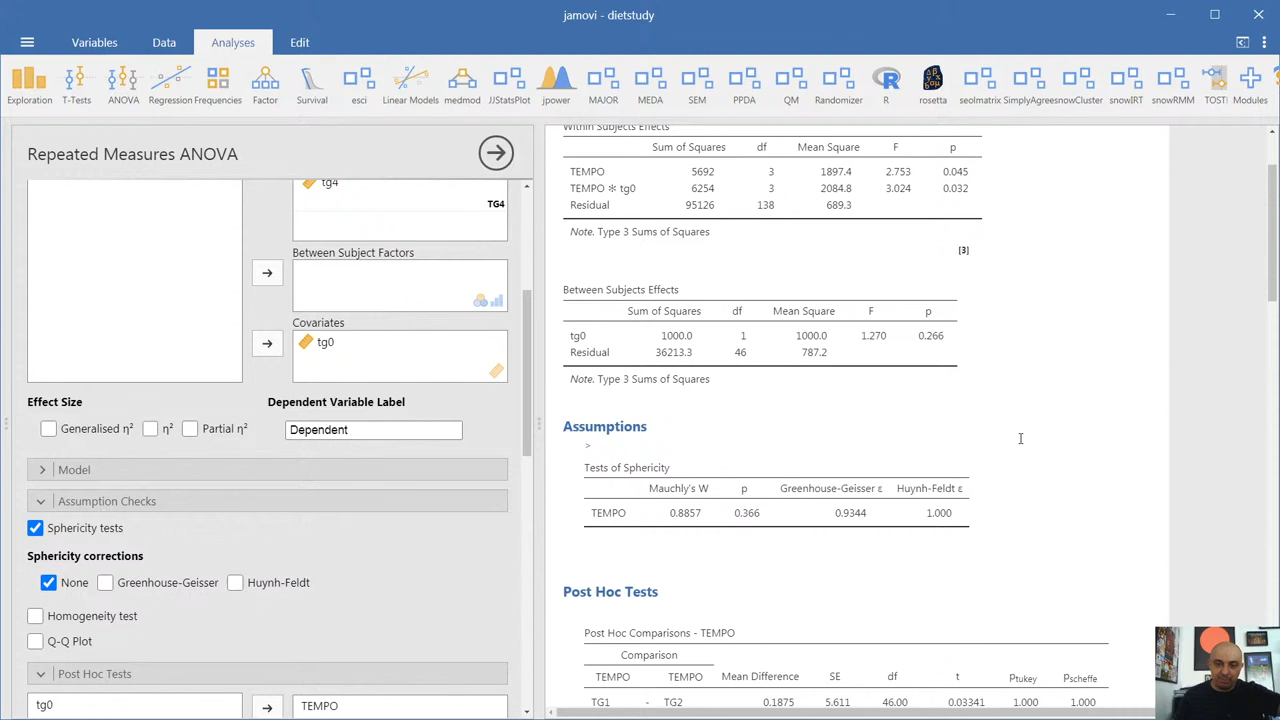 jamovi - dietstudy
Variables Data Analyses Edit
Exploration T-Tests ANOVA Regression Frequencies Factor Survival esci Linear Models medmod JJStatsPlot jpower MAJOR MEDA SEM PPDA QM Randomizer R rosetta seolmatrix SimplyAgree snowCluster snowIRT snowRMM TOST Modules
Repeated Measures ANOVA
tg4
TG4
Between Subject Factors
Covariates
tg0
Effect Size
Dependent Variable Label
Generalised η² η² Partial η²
Dependent
Model
Assumption Checks
Sphericity tests
Sphericity corrections
None Greenhouse-Geisser Huynh-Feldt
Homogeneity test
Q-Q Plot
Post Hoc Tests
tg0
TEMPO
Within Subjects Effects
Sum of Squares df Mean Square F p
TEMPO 5692 3 1897.4 2.753 0.045
TEMPO ✻ tg0 6254 3 2084.8 3.024 0.032
Residual 95126 138 689.3
Note. Type 3 Sums of Squares
[3]
Between Subjects Effects
Sum of Squares df Mean Square F p
tg0 1000.0 1 1000.0 1.270 0.266
Residual 36213.3 46 787.2
Note. Type 3 Sums of Squares
Assumptions
>
Tests of Sphericity
Mauchly's W p Greenhouse-Geisser ε Huynh-Feldt ε
TEMPO 0.8857 0.366 0.9344 1.000
Post Hoc Tests
Post Hoc Comparisons - TEMPO
Comparison
TEMPO TEMPO Mean Difference SE df t ptukey pscheffe
TG1 - TG2 0.1875 5.611 46.00 0.03341 1.000 1.000